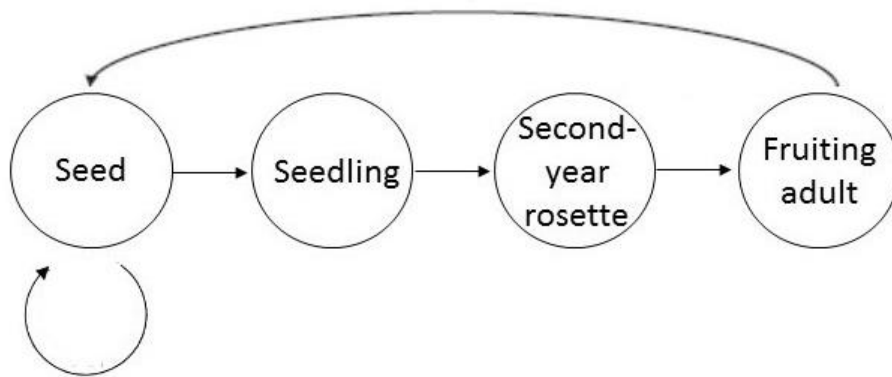 Seed
Seedling
Second-
year
rosette
Fruiting
adult